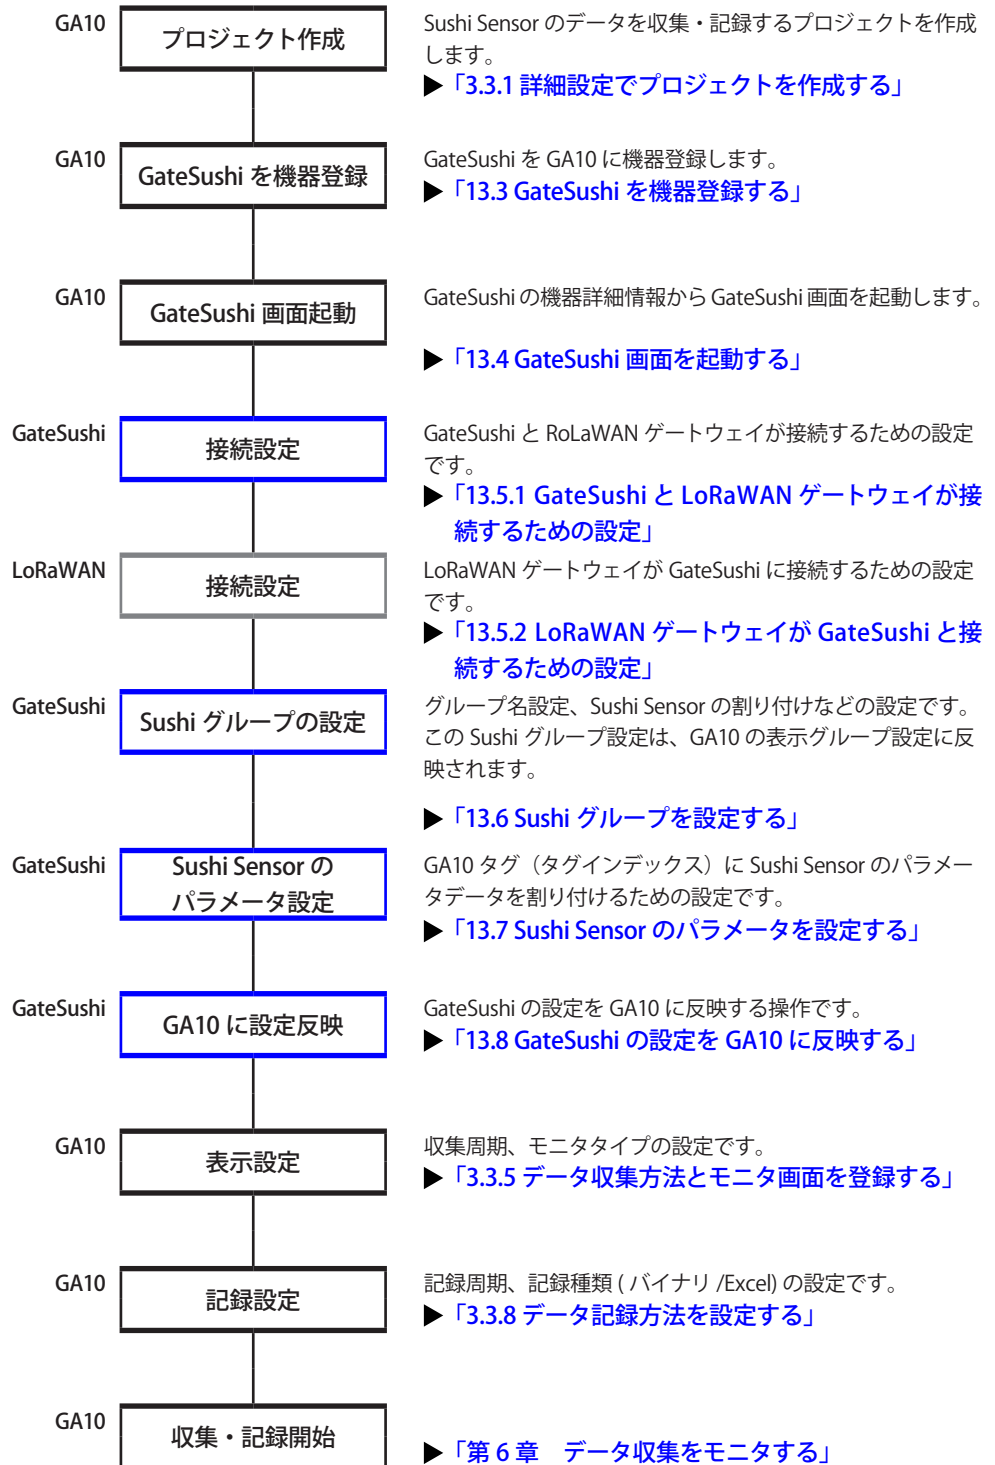 GA10
プロジェクト作成
Sushi Sensor のデータを収集・記録するプロジェクトを作成
します。
▶「3.3.1 詳細設定でプロジェクトを作成する」
GA10
GateSushi を機器登録
GateSushi を GA10 に機器登録します。
▶「13.3 GateSushi を機器登録する」
GA10
GateSushi 画面起動
GateSushi の機器詳細情報から GateSushi 画面を起動します。
▶「13.4 GateSushi 画面を起動する」
GateSushi
接続設定
GateSushi と RoLaWAN ゲートウェイが接続するための設定
です。
▶「13.5.1 GateSushi と LoRaWAN ゲートウェイが接
続するための設定」
LoRaWAN
接続設定
LoRaWAN ゲートウェイが GateSushi に接続するための設定
です。
▶「13.5.2 LoRaWAN ゲートウェイが GateSushi と接
続するための設定」
GateSushi
Sushi グループの設定
グループ名設定、Sushi Sensor の割り付けなどの設定です。
この Sushi グループ設定は、GA10 の表示グループ設定に反
映されます。
▶「13.6 Sushi グループを設定する」
GateSushi
Sushi Sensor の
パラメータ設定
GA10 タグ（タグインデックス）に Sushi Sensor のパラメー
タデータを割り付けるための設定です。
▶「13.7 Sushi Sensor のパラメータを設定する」
GateSushi
GA10 に設定反映
GateSushi の設定を GA10 に反映する操作です。
▶「13.8 GateSushi の設定を GA10 に反映する」
GA10
表示設定
収集周期、モニタタイプの設定です。
▶「3.3.5 データ収集方法とモニタ画面を登録する」
GA10
記録設定
記録周期、記録種類 ( バイナリ /Excel) の設定です。
▶「3.3.8 データ記録方法を設定する」
GA10
収集・記録開始
▶「第 6 章　データ収集をモニタする」